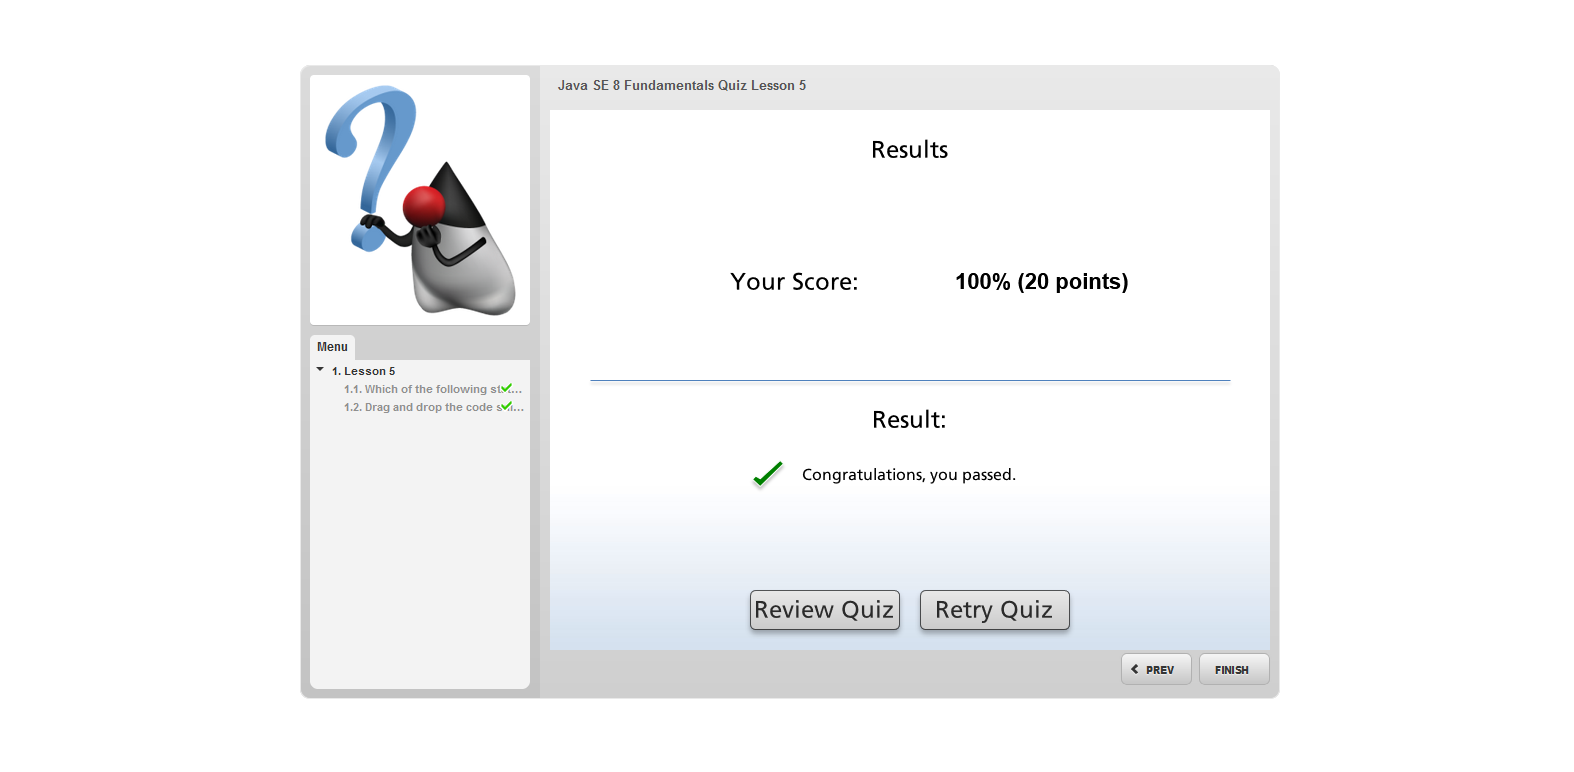 Java SE 8 Fundamentals Quiz Lesson 5
Results
Your Score: 100% (20 points)
Result:
Congratulations, you passed.
Review Quiz Retry Quiz
PREV FINISH
Menu
1. Lesson 5
1.1. Which of the following
1.2. Drag and drop the code